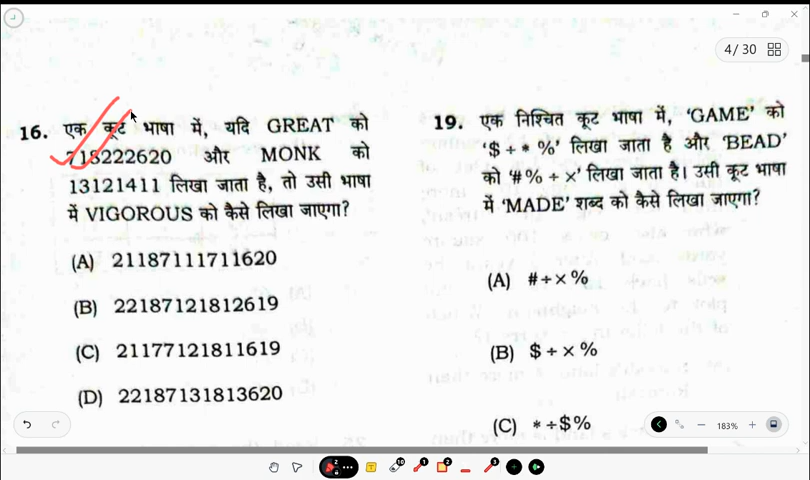 4 / 30
16. एक कूट भाषा में, यदि GREAT को
718222620 और MONK को
13121411 लिखा जाता है, तो उसी भाषा
में VIGOROUS को कैसे लिखा जाएगा?
(A) 21187111711620
(B) 22187121812619
(C) 21177121811619
(D) 22187131813620
19. एक निश्चित कूट भाषा में, 'GAME' को
'$ ÷ * %' लिखा जाता है और 'BEAD'
को '# % ÷ ×' लिखा जाता है। उसी कूट भाषा
में 'MADE' शब्द को कैसे लिखा जाएगा?
(A) # ÷ × %
(B) $ ÷ × %
(C) * ÷ $ %
183%